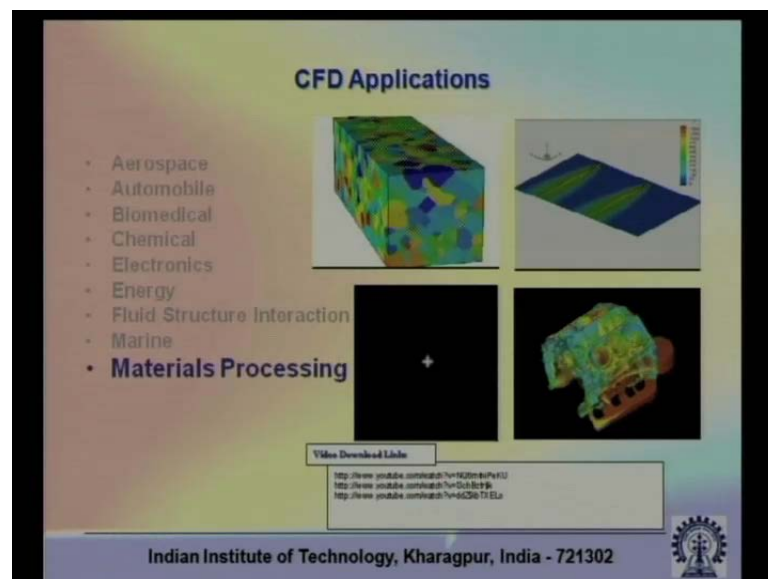 CFD Applications
• Aerospace
• Automobile
• Biomedical
• Chemical
• Electronics
• Energy
• Fluid Structure Interaction
• Marine
• Materials Processing
Video Download Links
Indian Institute of Technology, Kharagpur, India - 721302